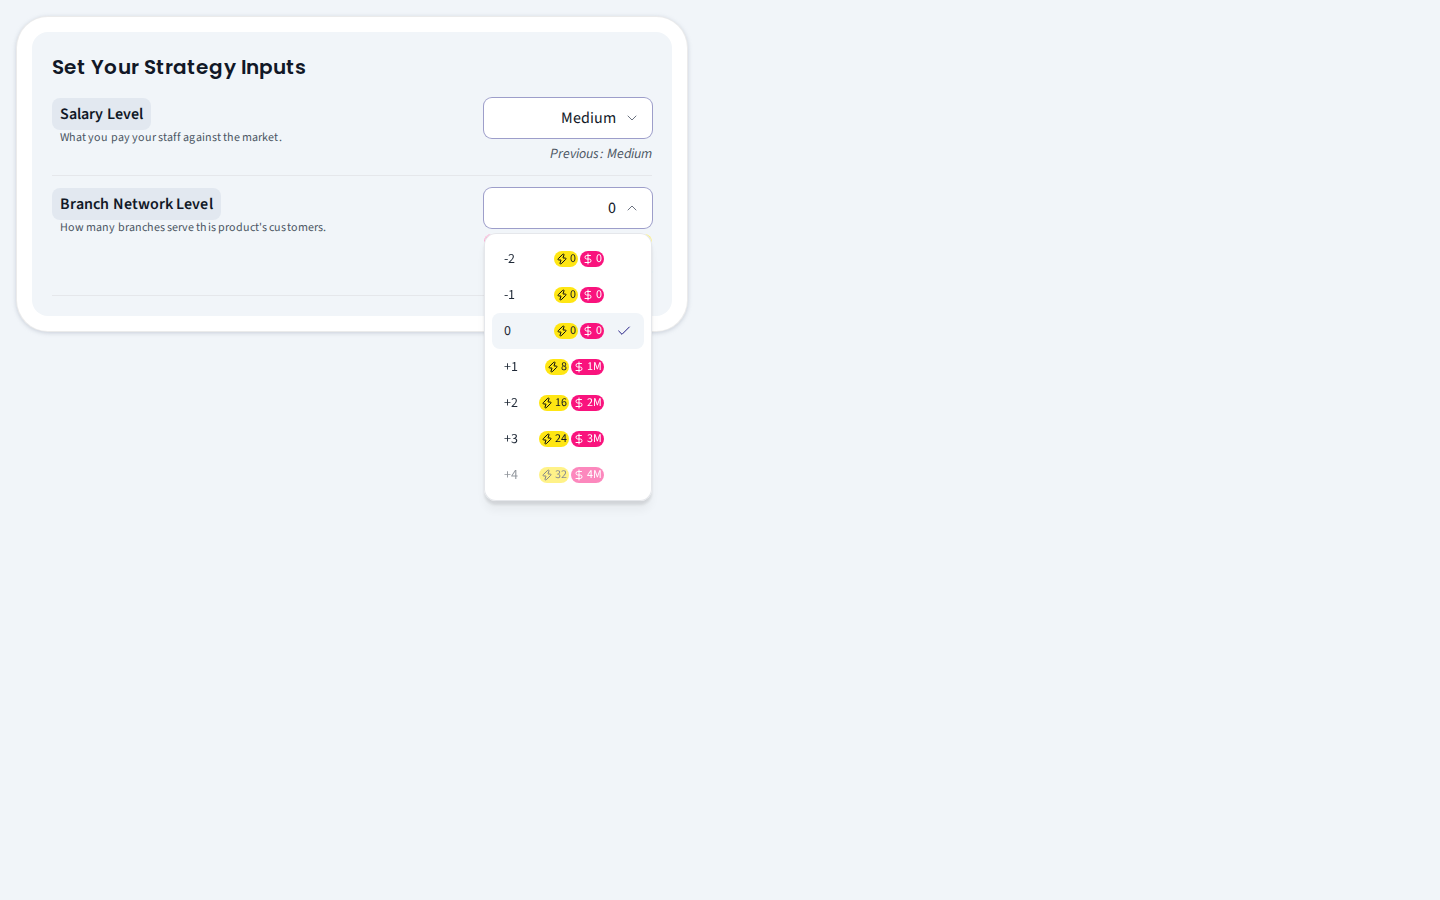 Set Your Strategy Inputs
Salary Level
What you pay your staff against the market.
Medium
Previous: Medium
Branch Network Level
How many branches serve this product's customers.
0
-2 0 $ 0
-1 0 $ 0
0 0 $ 0
+1 8 $ 1M
+2 16 $ 2M
+3 24 $ 3M
+4 32 $ 4M